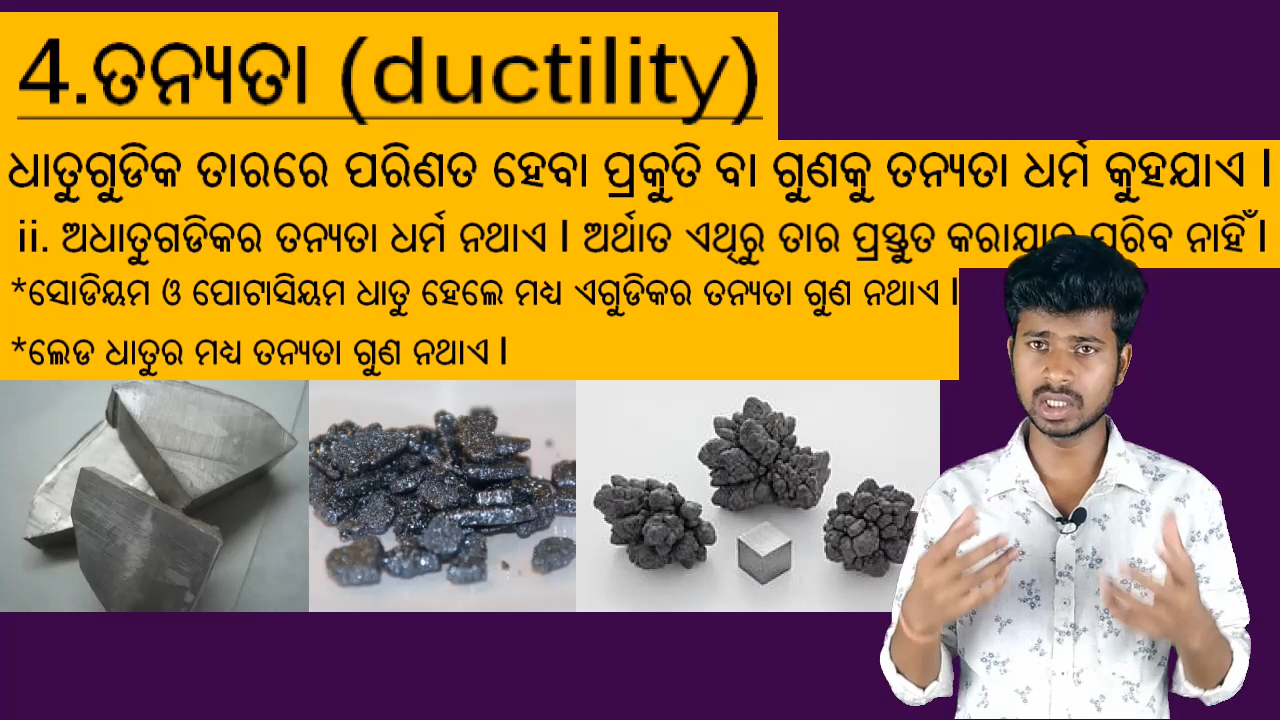 4.ତନ୍ୟତା (ductility)
ଧାତୁଗୁଡିକ ତାରରେ ପରିଣତ ହେବା ପ୍ରକୁତି ବା ଗୁଣକୁ ତନ୍ୟତା ଧର୍ମ କୁହଯାଏ l
ii. ଅଧାତୁଗଡିକର ତନ୍ୟତା ଧର୍ମ ନଥାଏ l ଅର୍ଥାତ ଏଥିରୁ ତାର ପ୍ରସ୍ତୁତ ନାହିଁ l
*ସୋଡିୟମ ଓ ପୋଟାସିୟମ ଧାତୁ ହେଲେ ମଧ୍ୟ ଏଗୁଡିକର ତନ୍ୟତା ଗୁଣ ନଥାଏ l
*ଲେଡ ଧାତୁର ମଧ୍ୟ ତନ୍ୟତା ଗୁଣ ନଥାଏ l